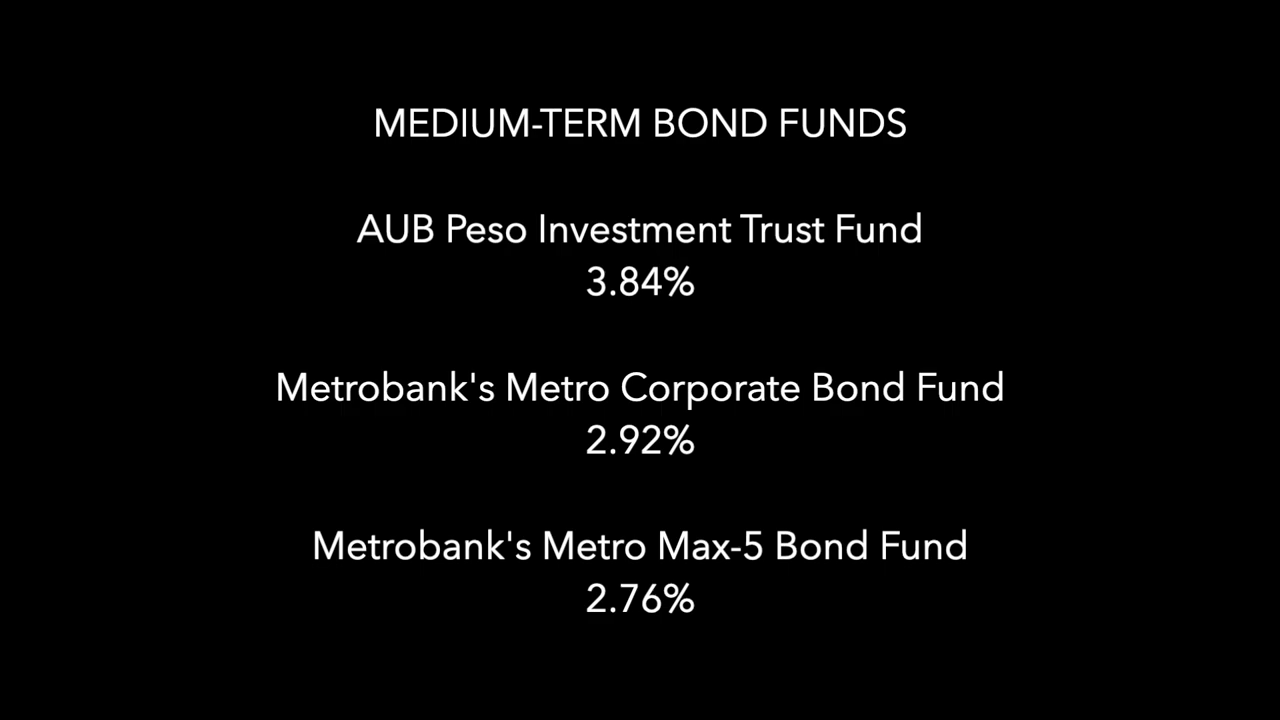 MEDIUM-TERM BOND FUNDS
AUB Peso Investment Trust Fund
3.84%
Metrobank's Metro Corporate Bond Fund
2.92%
Metrobank's Metro Max-5 Bond Fund
2.76%